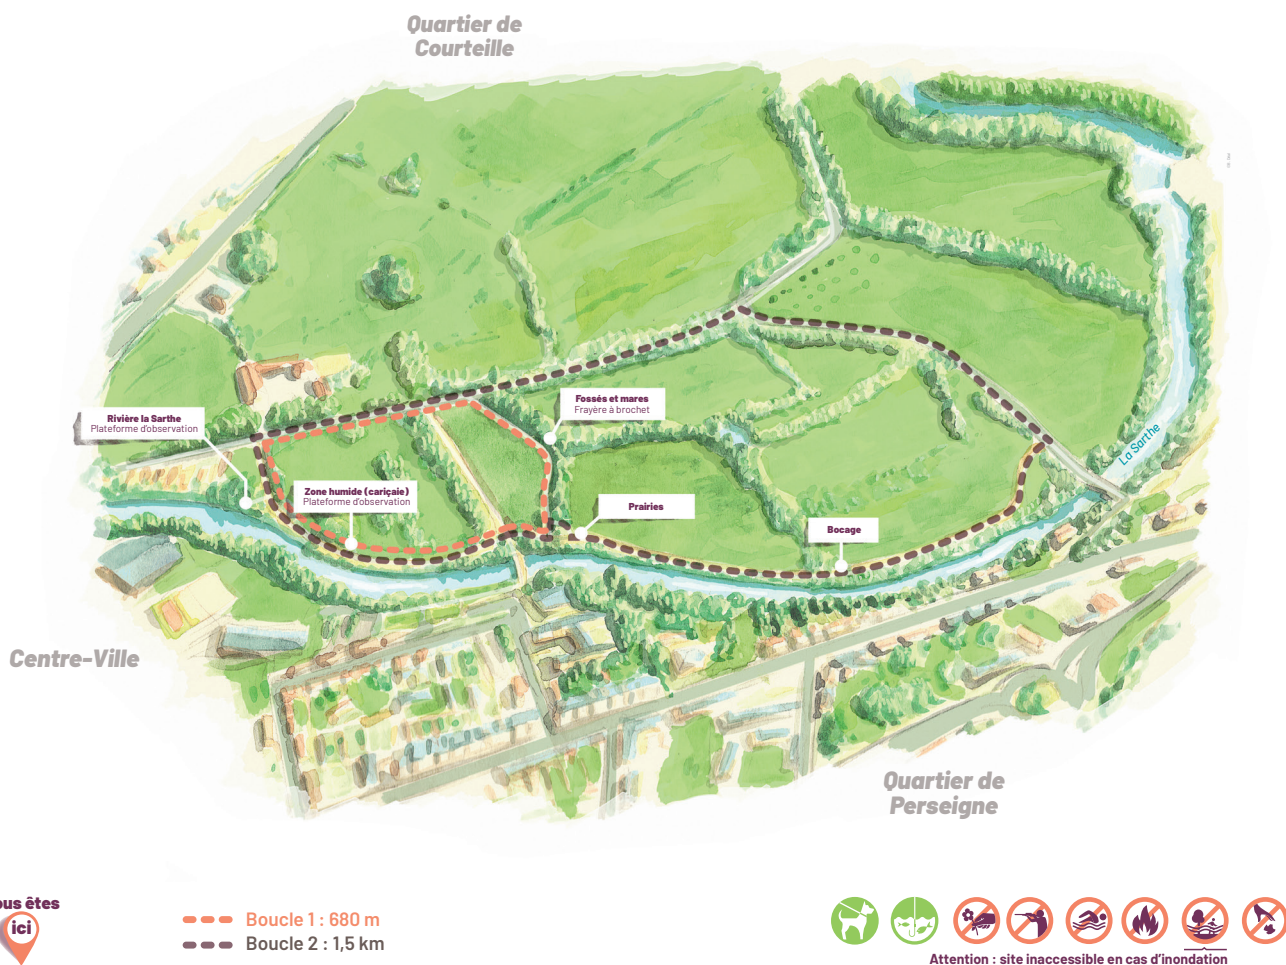 Quartier de
Courteille
Rivière la Sarthe
Plateforme d'observation
Fossés et mares
Frayère à brochet
Zone humide (cariçaie)
Plateforme d'observation
Prairies
Bocage
La Sarthe
Centre-Ville
Quartier de
Perseigne
ous êtes
ici
Boucle 1 : 680 m
Boucle 2 : 1,5 km
Attention : site inaccessible en cas d'inondation